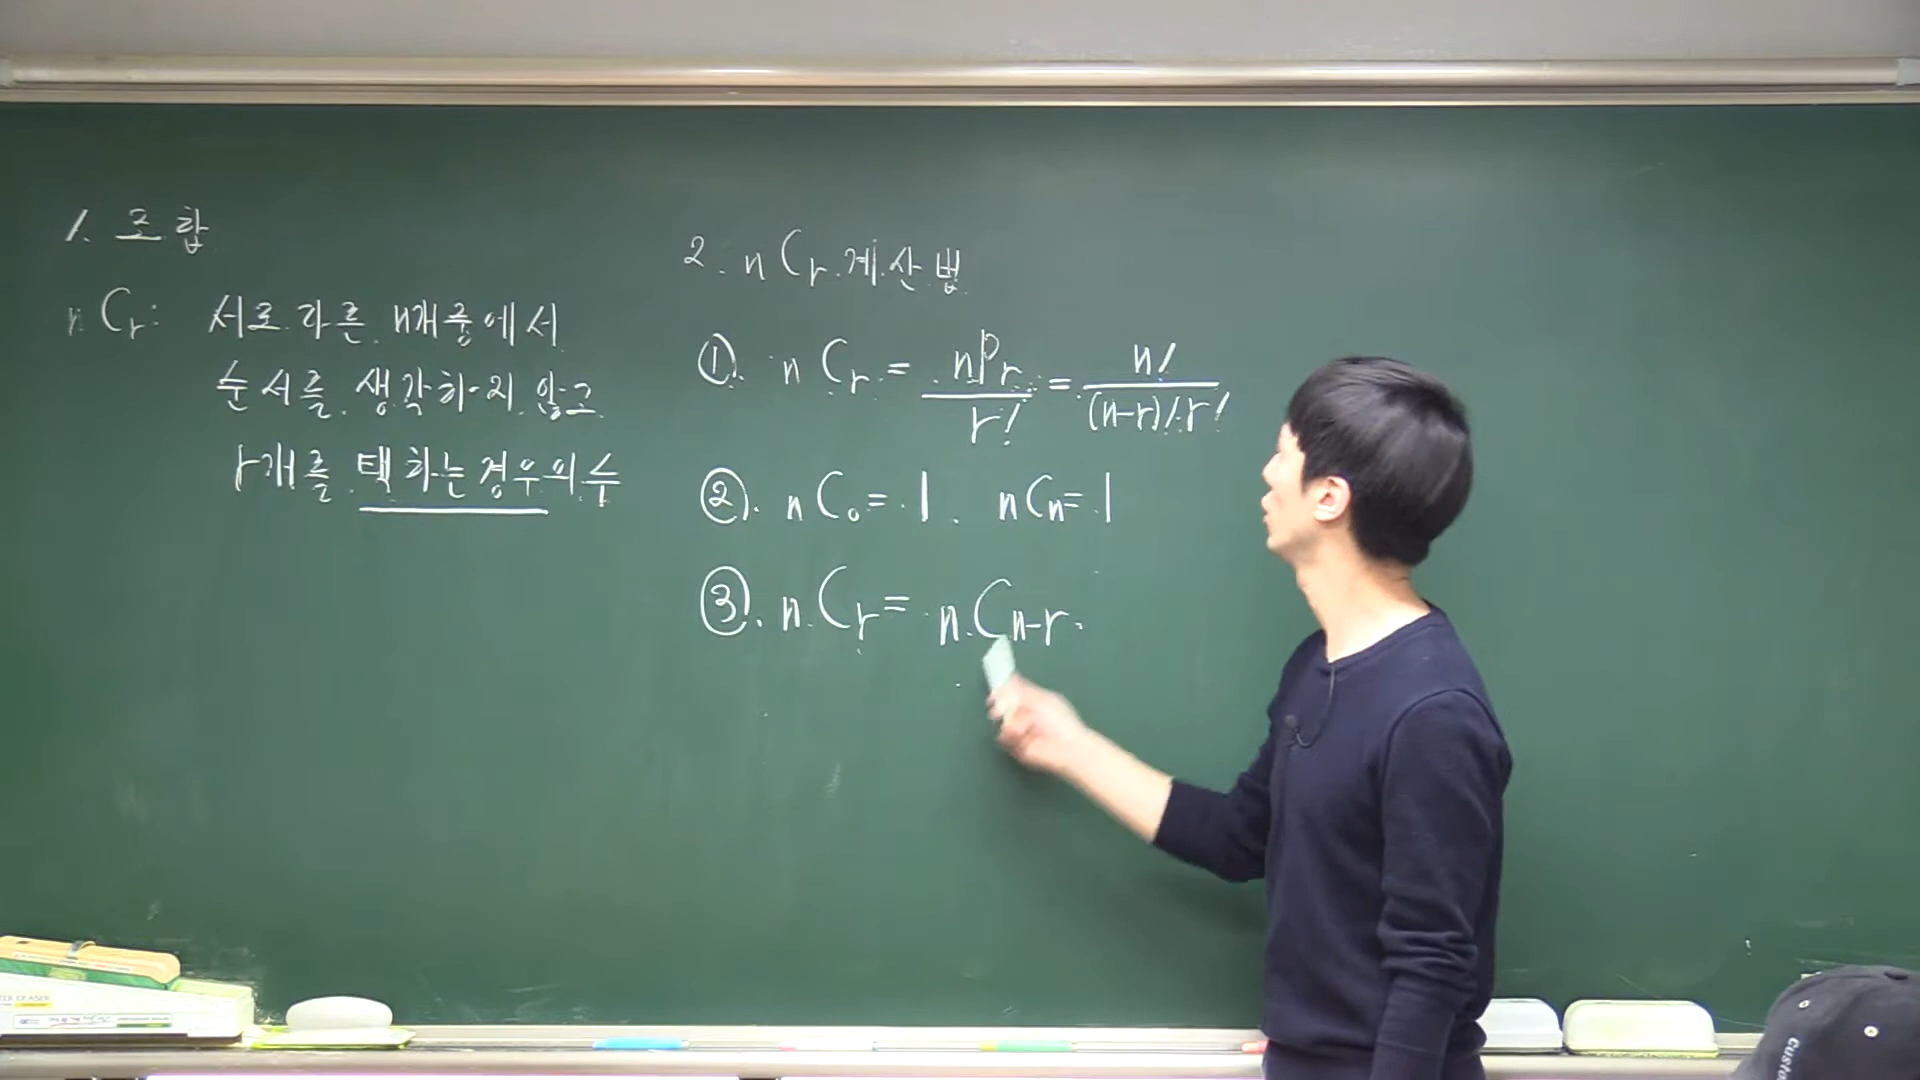 1. 조합
nCr: 서로 다른 n개 중에서
순서를 생각하지 않고
r개를 택하는 경우의 수
2. nCr 계산법
①. nCr = nPr/r! = n!/(n-r)!r!
②. nC0 = 1. nCn = 1
③. nCr = nCn-r